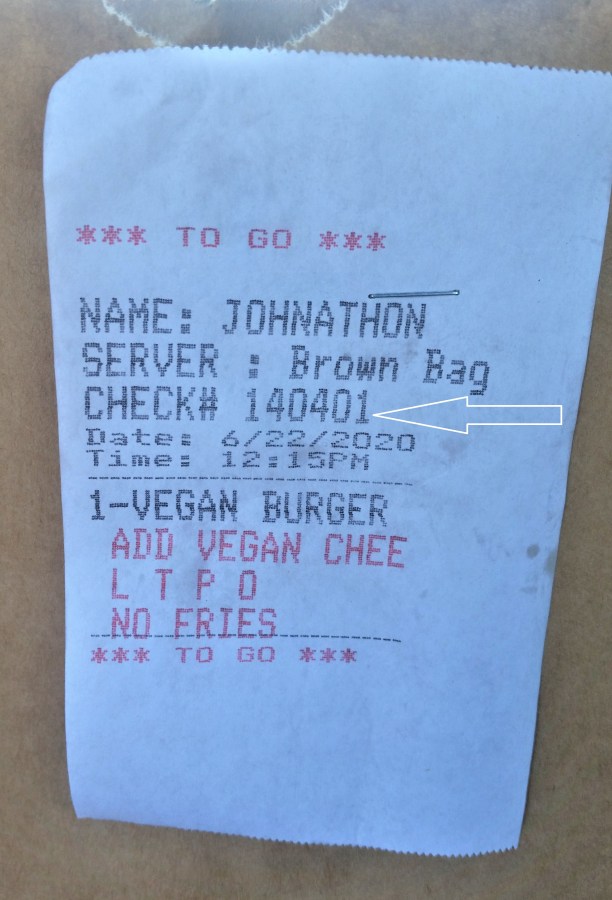 *** TO GO ***
NAME: JOHNATHON
SERVER : Brown Bag
CHECK# 140401
Date: 6/22/2020
Time: 12:15PM
1-VEGAN BURGER
ADD VEGAN CHEE
L T P O
NO FRIES
*** TO GO ***